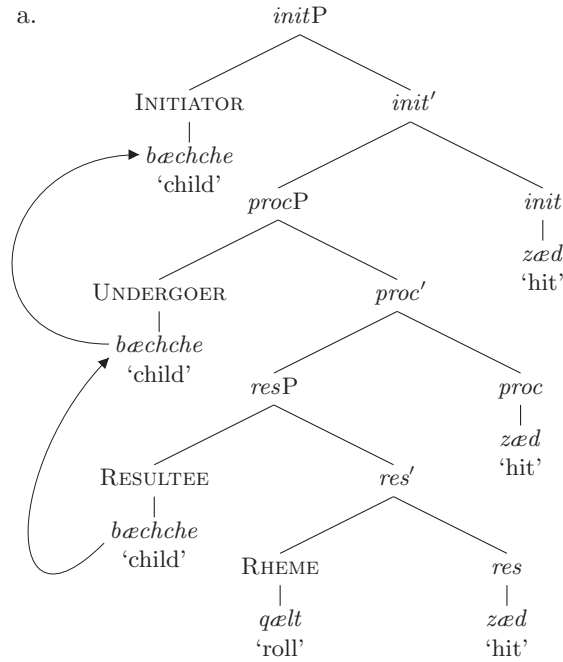 a.
initP
INITIATOR
init′
bæchche
‘child’
procP
init
zæd
‘hit’
UNDERGOER
proc′
bæchche
‘child’
resP
proc
zæd
‘hit’
RESULTEE
res′
bæchche
‘child’
RHEME
res
qælt
zæd
‘roll’
‘hit’